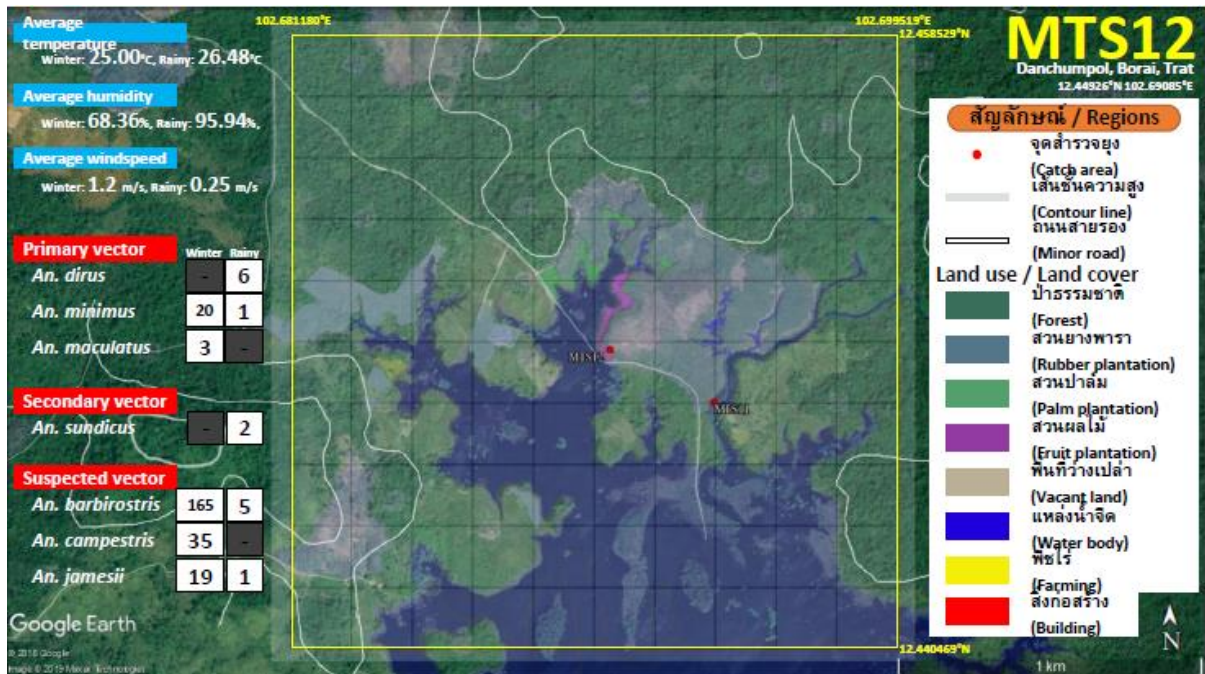 Average
temperature
Winter: 25.00°C, Rainy: 26.48°C
Average humidity
Winter: 68.36%, Rainy: 95.94%,
Average windspeed
Winter: 1.2 m/s, Rainy: 0.25 m/s
Primary vector Winter Rainy
An. dirus - 6
An. minimus 20 1
An. maculatus 3 -
Secondary vector
An. sundicus - 2
Suspected vector
An. barbirostris 165 5
An. campestris 35 -
An. jamesii 19 1
Google Earth
© 2018 Google
Image © 2019 Maxar Technologies
102.681180°E
102.699519°E
12.458529°N
MTS11
12.440469°N
MTS12
Danchumpol, Borai, Trat
12.44926°N 102.69085°E
สัญลักษณ์ / Regions
จุดสำรวจยุง
(Catch area)
เส้นชั้นความสูง
(Contour line)
ถนนสายรอง
(Minor road)
Land use / Land cover
ป่าธรรมชาติ
(Forest)
สวนยางพารา
(Rubber plantation)
สวนปาล์ม
(Palm plantation)
สวนผลไม้
(Fruit plantation)
พื้นที่ว่างเปล่า
(Vacant land)
แหล่งน้ำจืด
(Water body)
พืชไร่
(Farming)
สิ่งก่อสร้าง
(Building)
N
1 km